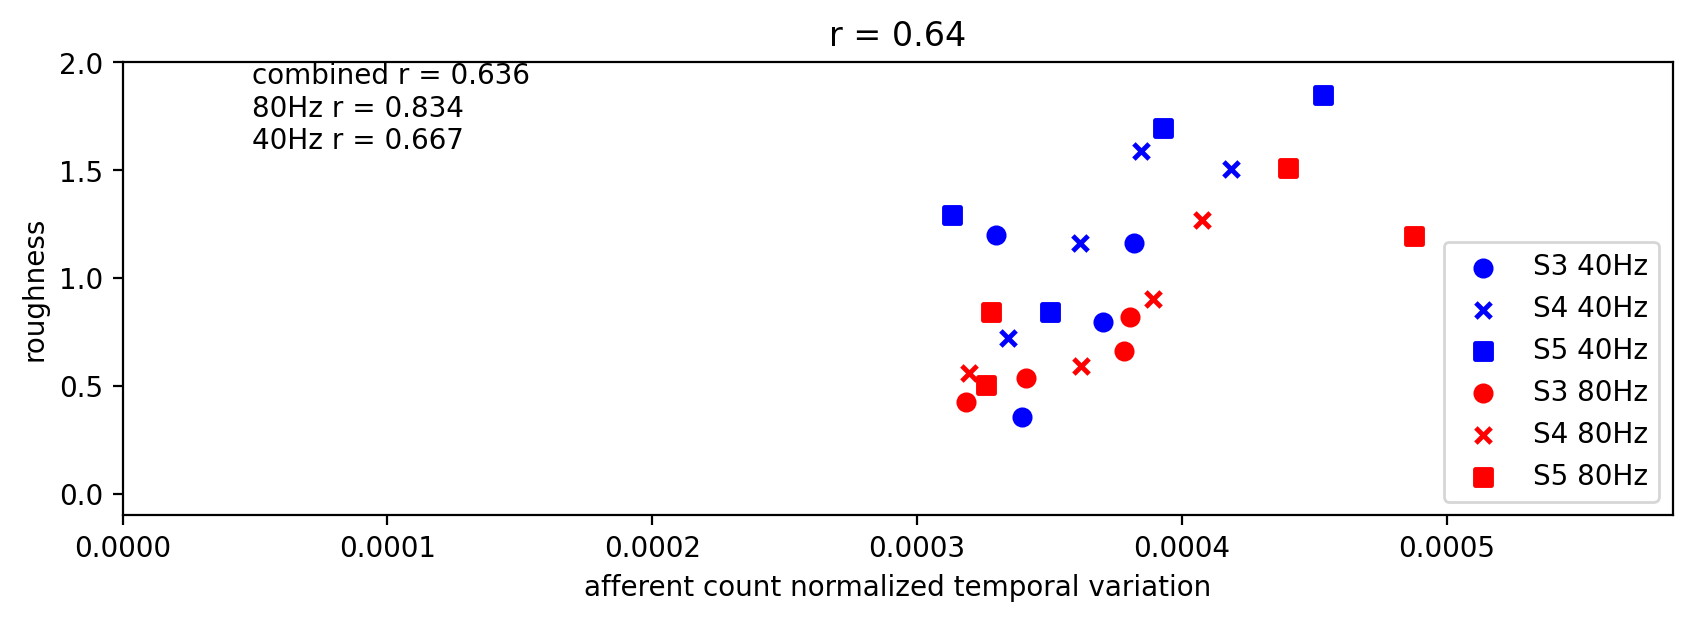 r = 0.64
combined r = 0.636
80Hz r = 0.834
40Hz r = 0.667
roughness
2.0
1.5
1.0
0.5
0.0
S3 40Hz
S4 40Hz
S5 40Hz
S3 80Hz
S4 80Hz
S5 80Hz
0.0000 0.0001 0.0002 0.0003 0.0004 0.0005
afferent count normalized temporal variation